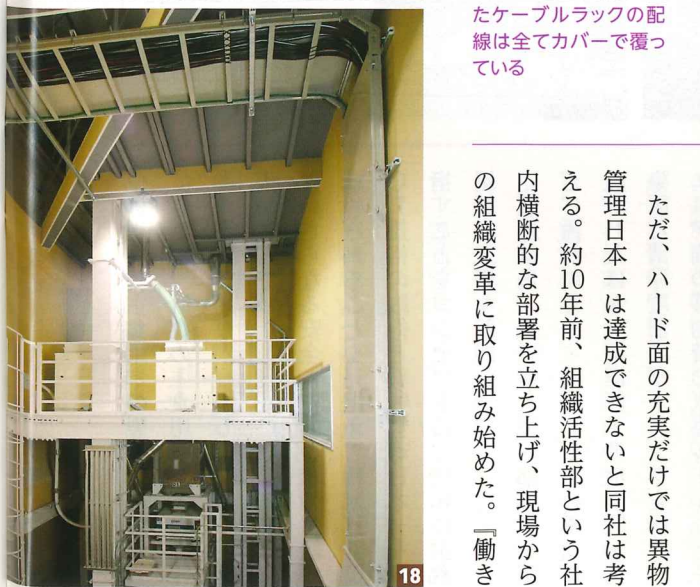 たケーブルラックの配
線は全てカバーで覆っ
ている
ただ、ハード面の充実だけでは異物
管理日本一は達成できないと同社は考
える。約10年前、組織活性部という社
内横断的な部署を立ち上げ、現場から
の組織変革に取り組み始めた。『働き
18